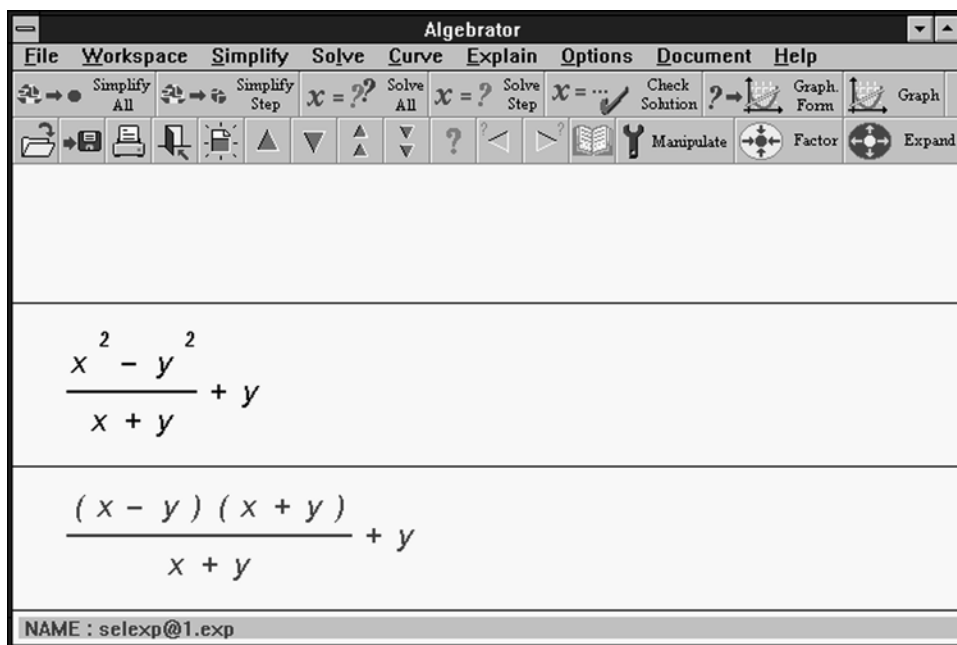 Algebrator
File Workspace Simplify Solve Curve Explain Options Document Help
Simplify All Simplify Step x = ?? Solve All x = ? Solve Step x = ... Check Solution ? Graph. Form Graph
? ? ? Manipulate Factor Expand
x² − y²
x + y
+ y
( x − y ) ( x + y )
x + y
+ y
NAME : selexp@1.exp